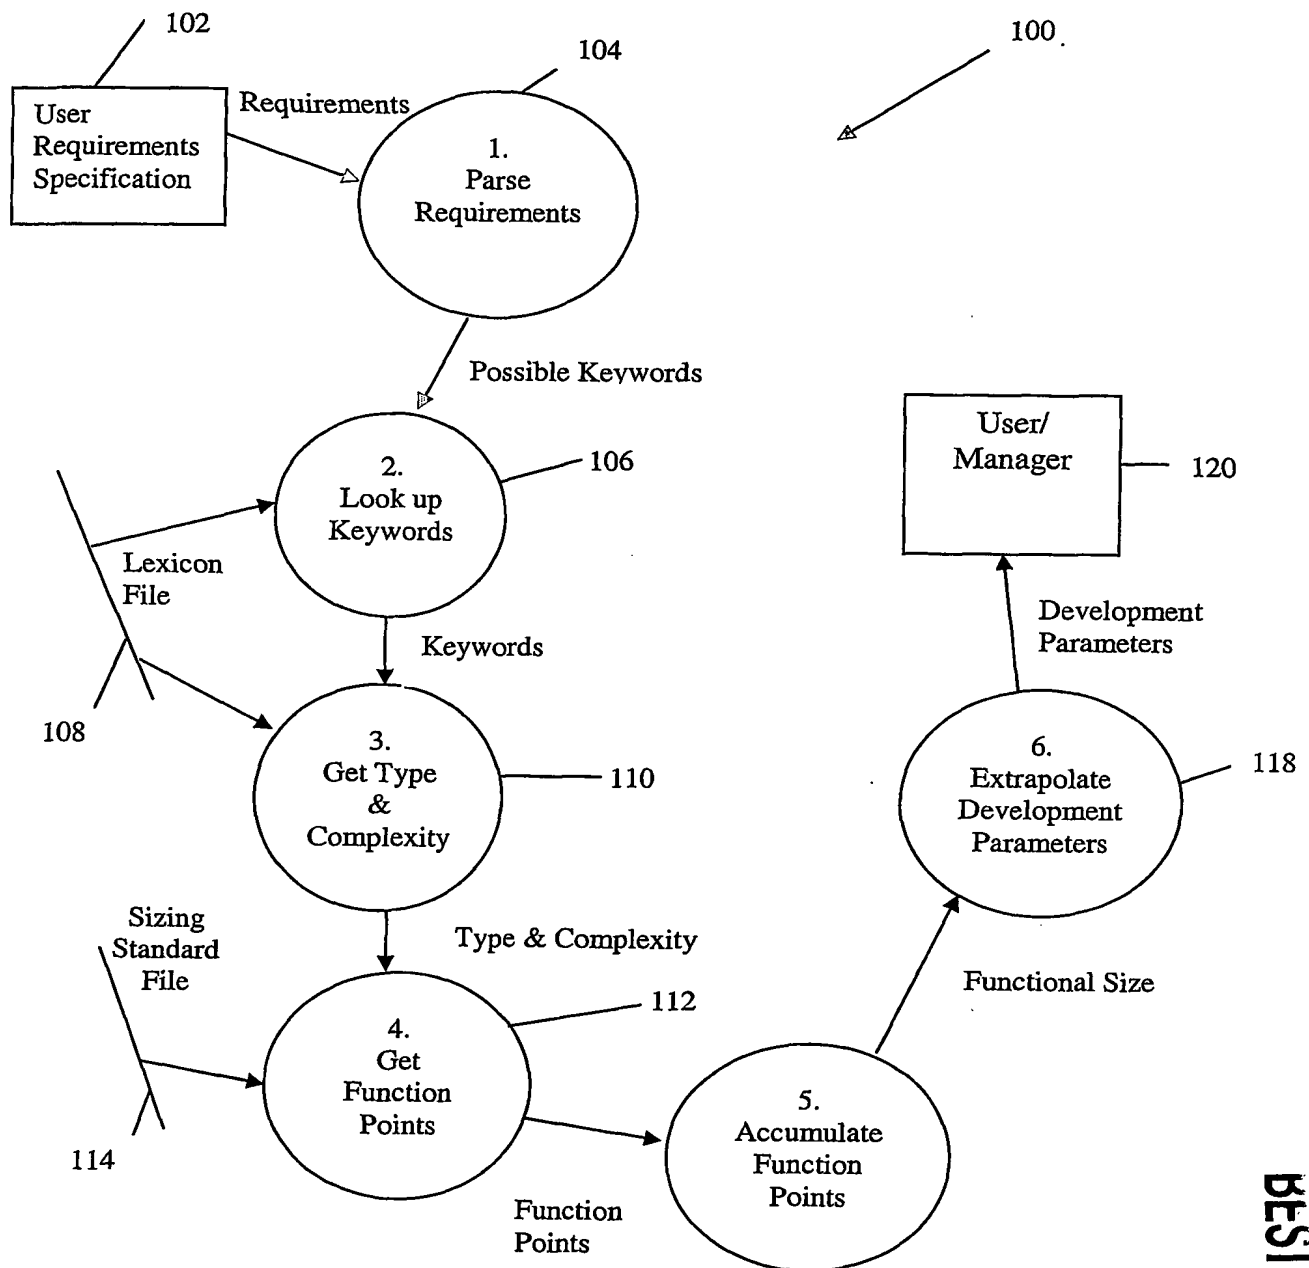 102
104
100
User
Requirements
Specification
Requirements
1.
Parse
Requirements
Possible Keywords
2.
Look up
Keywords
106
Lexicon
File
108
Keywords
3.
Get Type
&
Complexity
110
Sizing
Standard
File
114
Type & Complexity
4.
Get
Function
Points
112
Function
Points
5.
Accumulate
Function
Points
Functional Size
6.
Extrapolate
Development
Parameters
118
Development
Parameters
User/
Manager
120